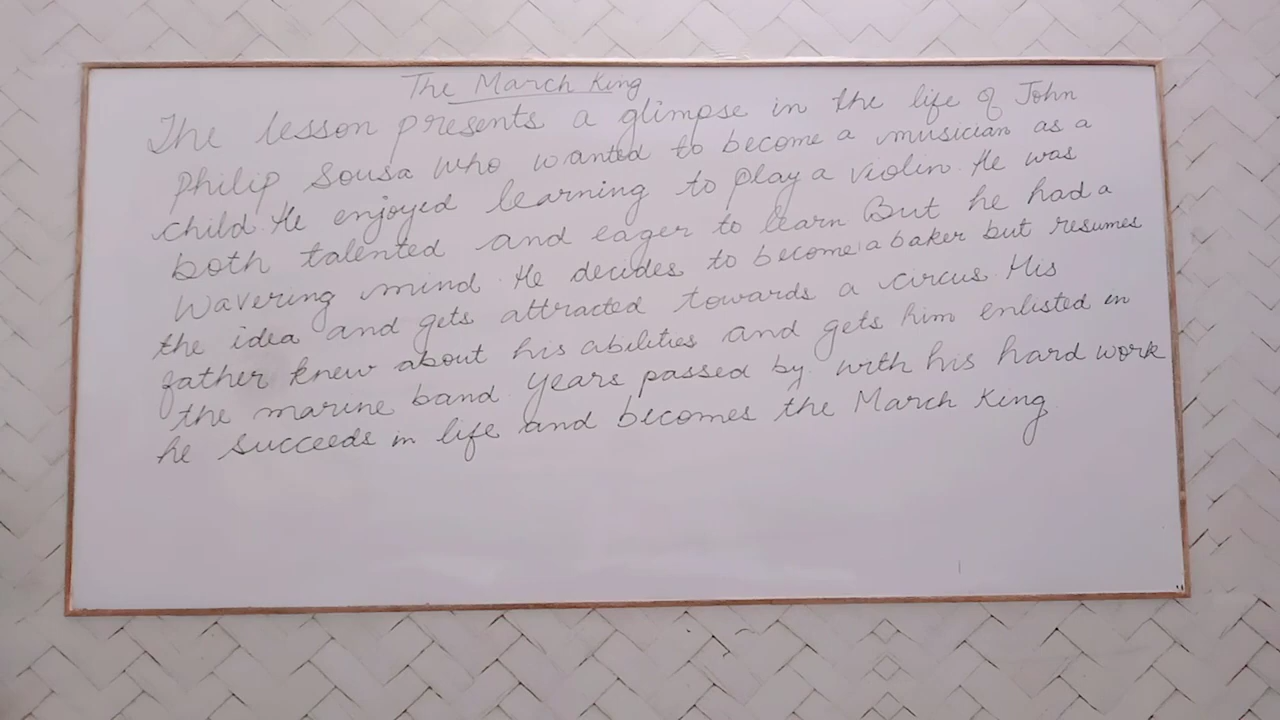 The March King
The lesson presents a glimpse in the life of John
Philip Sousa who wanted to become a musician as a
child. He enjoyed learning to play a violin. He was
both talented and eager to learn But he had a
wavering mind. He decides to become a baker but resumes
the idea and gets attracted towards a circus. His
father knew about his abilities and gets him enlisted in
the marine band. Years passed by. with his hard work
he succeeds in life and becomes the March King